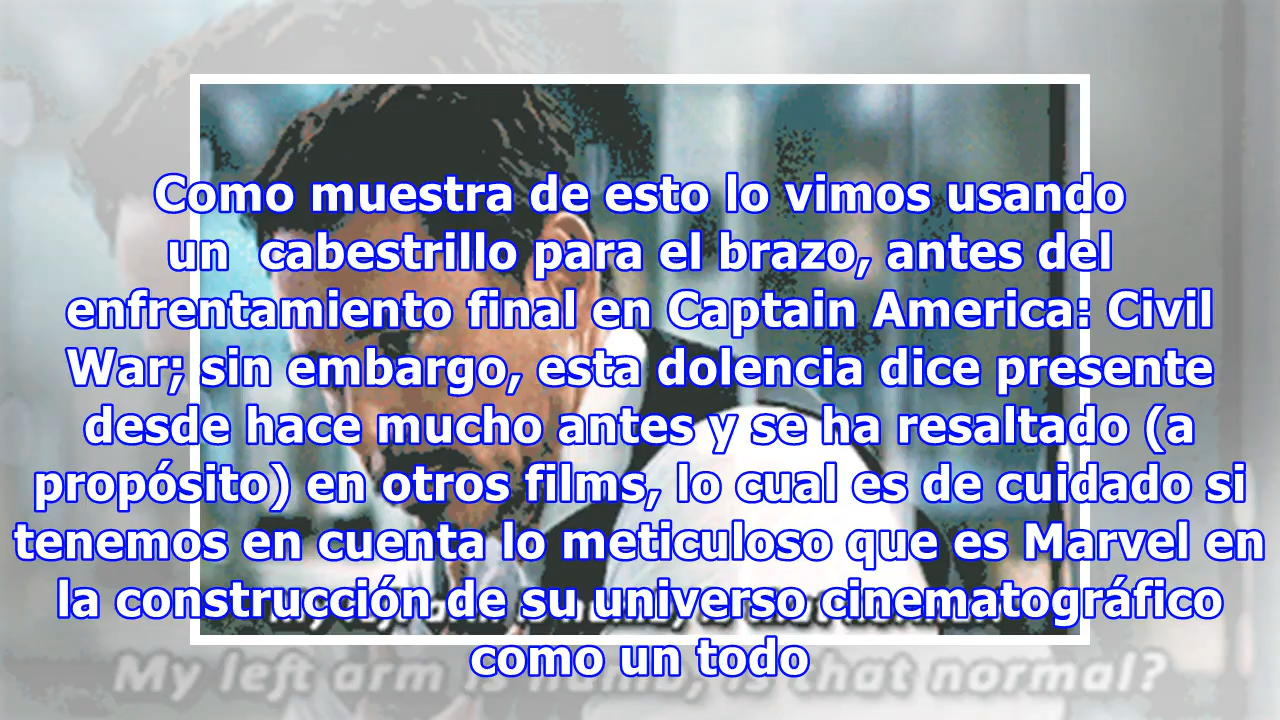 Como muestra de esto lo vimos usando
un  cabestrillo para el brazo, antes del
enfrentamiento final en Captain America: Civil
War; sin embargo, esta dolencia dice presente
desde hace mucho antes y se ha resaltado (a
propósito) en otros films, lo cual es de cuidado si
tenemos en cuenta lo meticuloso que es Marvel en
la construcción de su universo cinematográfico
como un todo
My left arm is numb, is that normal?